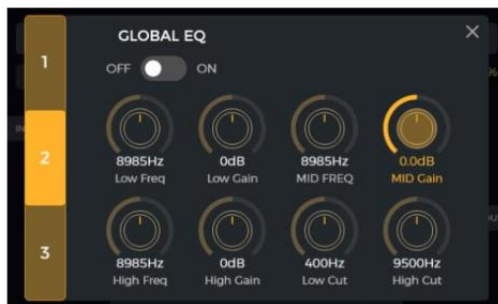 GLOBAL EQ
OFF ON
1
2
3
8985Hz 0dB 8985Hz 0.0dB
Low Freq Low Gain MID FREQ MID Gain
8985Hz 0dB 400Hz 9500Hz
High Freq High Gain Low Cut High Cut
IN
%